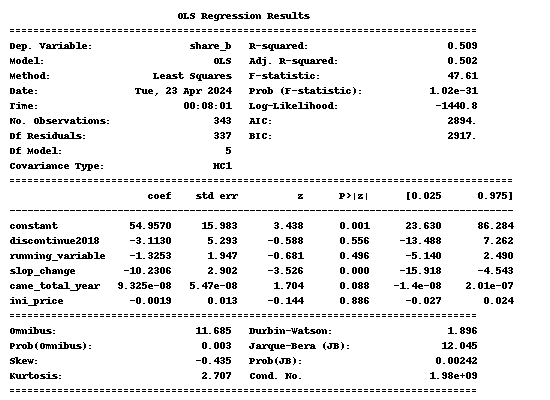 OLS Regression Results
==============================================================================
Dep. Variable: share_b R-squared: 0.509
Model: OLS Adj. R-squared: 0.502
Method: Least Squares F-statistic: 47.61
Date: Tue, 23 Apr 2024 Prob (F-statistic): 1.02e-31
Time: 00:08:01 Log-Likelihood: -1440.8
No. Observations: 343 AIC: 2894.
Df Residuals: 337 BIC: 2917.
Df Model: 5
Covariance Type: HC1
====================================================================================
coef std err z P>|z| [0.025 0.975]
------------------------------------------------------------------------------------
constant 54.9570 15.983 3.438 0.001 23.630 86.284
discontinue2018 -3.1130 5.293 -0.588 0.556 -13.488 7.262
running_variable -1.3253 1.947 -0.681 0.496 -5.140 2.490
slop_change -10.2306 2.902 -3.526 0.000 -15.918 -4.543
cane_total_year 9.325e-08 5.47e-08 1.704 0.088 -1.4e-08 2.01e-07
ini_price -0.0019 0.013 -0.144 0.886 -0.027 0.024
==============================================================================
Omnibus: 11.685 Durbin-Watson: 1.896
Prob(Omnibus): 0.003 Jarque-Bera (JB): 12.045
Skew: -0.435 Prob(JB): 0.00242
Kurtosis: 2.707 Cond. No. 1.98e+09
==============================================================================